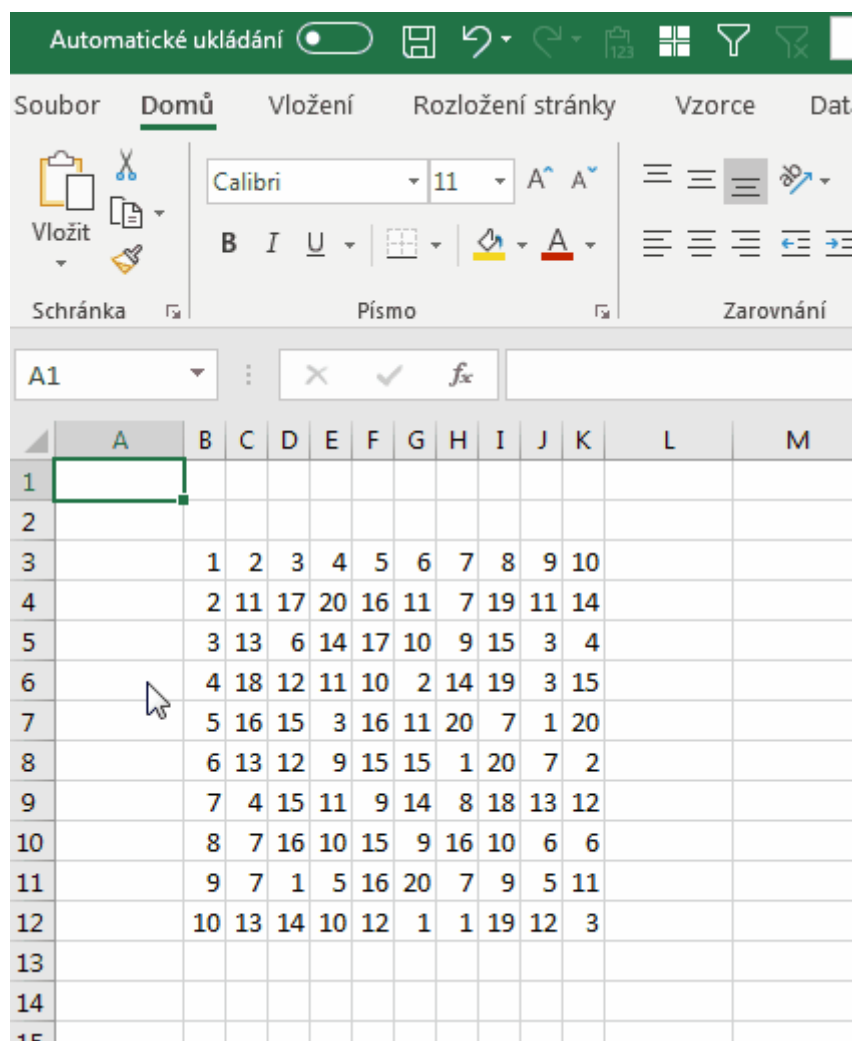 Automatické ukládání
123
Soubor Domů Vložení Rozložení stránky Vzorce Data
Calibri 11 A A
Vložit B I U A
Schránka Písmo Zarovnání
A1 fx
A B C D E F G H I J K L M
1
2
3 1 2 3 4 5 6 7 8 9 10
4 2 11 17 20 16 11 7 19 11 14
5 3 13 6 14 17 10 9 15 3 4
6 4 18 12 11 10 2 14 19 3 15
7 5 16 15 3 16 11 20 7 1 20
8 6 13 12 9 15 15 1 20 7 2
9 7 4 15 11 9 14 8 18 13 12
10 8 7 16 10 15 9 16 10 6 6
11 9 7 1 5 16 20 7 9 5 11
12 10 13 14 10 12 1 1 19 12 3
13
14
15